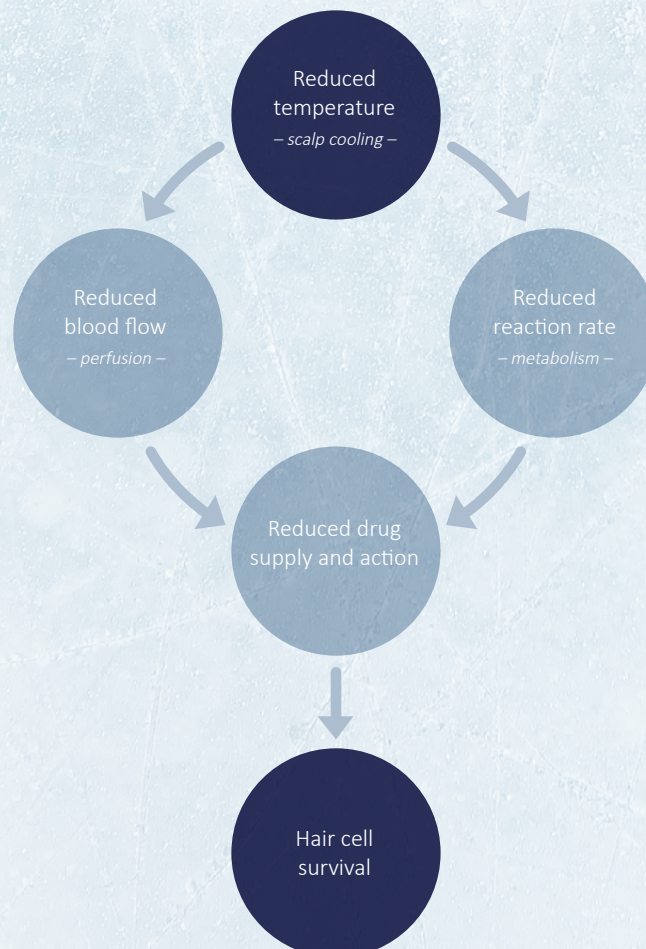 Reduced
temperature
– scalp cooling –
Reduced
blood flow
– perfusion –
Reduced
reaction rate
– metabolism –
Reduced drug
supply and action
Hair cell
survival